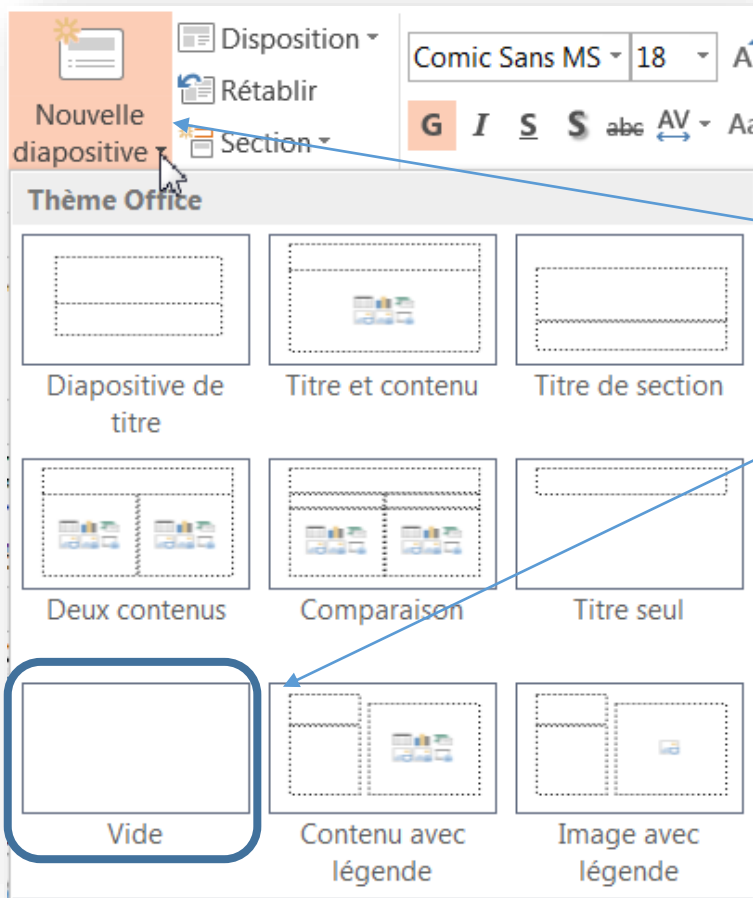 Nouvelle
diapositive
Disposition
Rétablir
Section
Comic Sans MS 18 A
G I S S abc AV Aa
Thème Office
Diapositive de
titre
Titre et contenu
Titre de section
Deux contenus
Comparaison
Titre seul
Vide
Contenu avec
légende
Image avec
légende